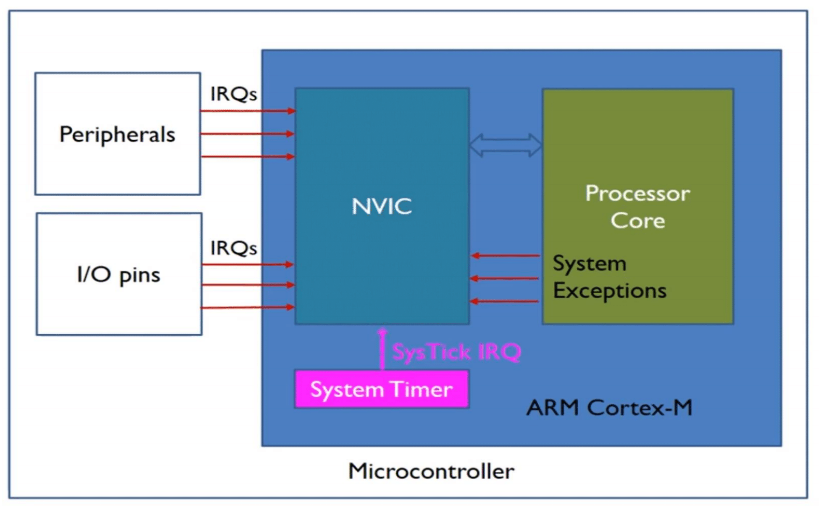 IRQs
Peripherals
NVIC
Processor
Core
IRQs
I/O pins
System
Exceptions
SysTick IRQ
System Timer
ARM Cortex-M
Microcontroller